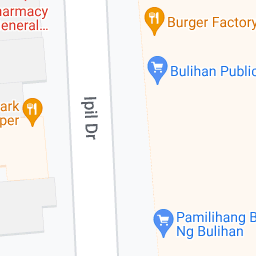 harmacy
General...
Burger Factory
Bulihan Public
ark
per
Ipil Dr
Pamilihang B
Ng Bulihan